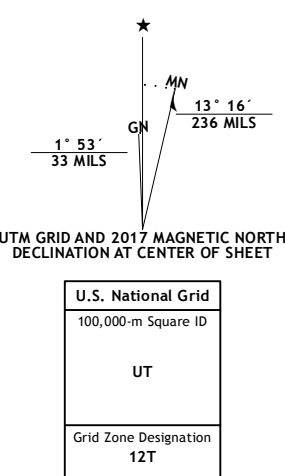 ★
MN
13° 16´
236 MILS
GN
1° 53´
33 MILS
UTM GRID AND 2017 MAGNETIC NORTH
DECLINATION AT CENTER OF SHEET
U.S. National Grid
100,000-m Square ID
UT
Grid Zone Designation
12T